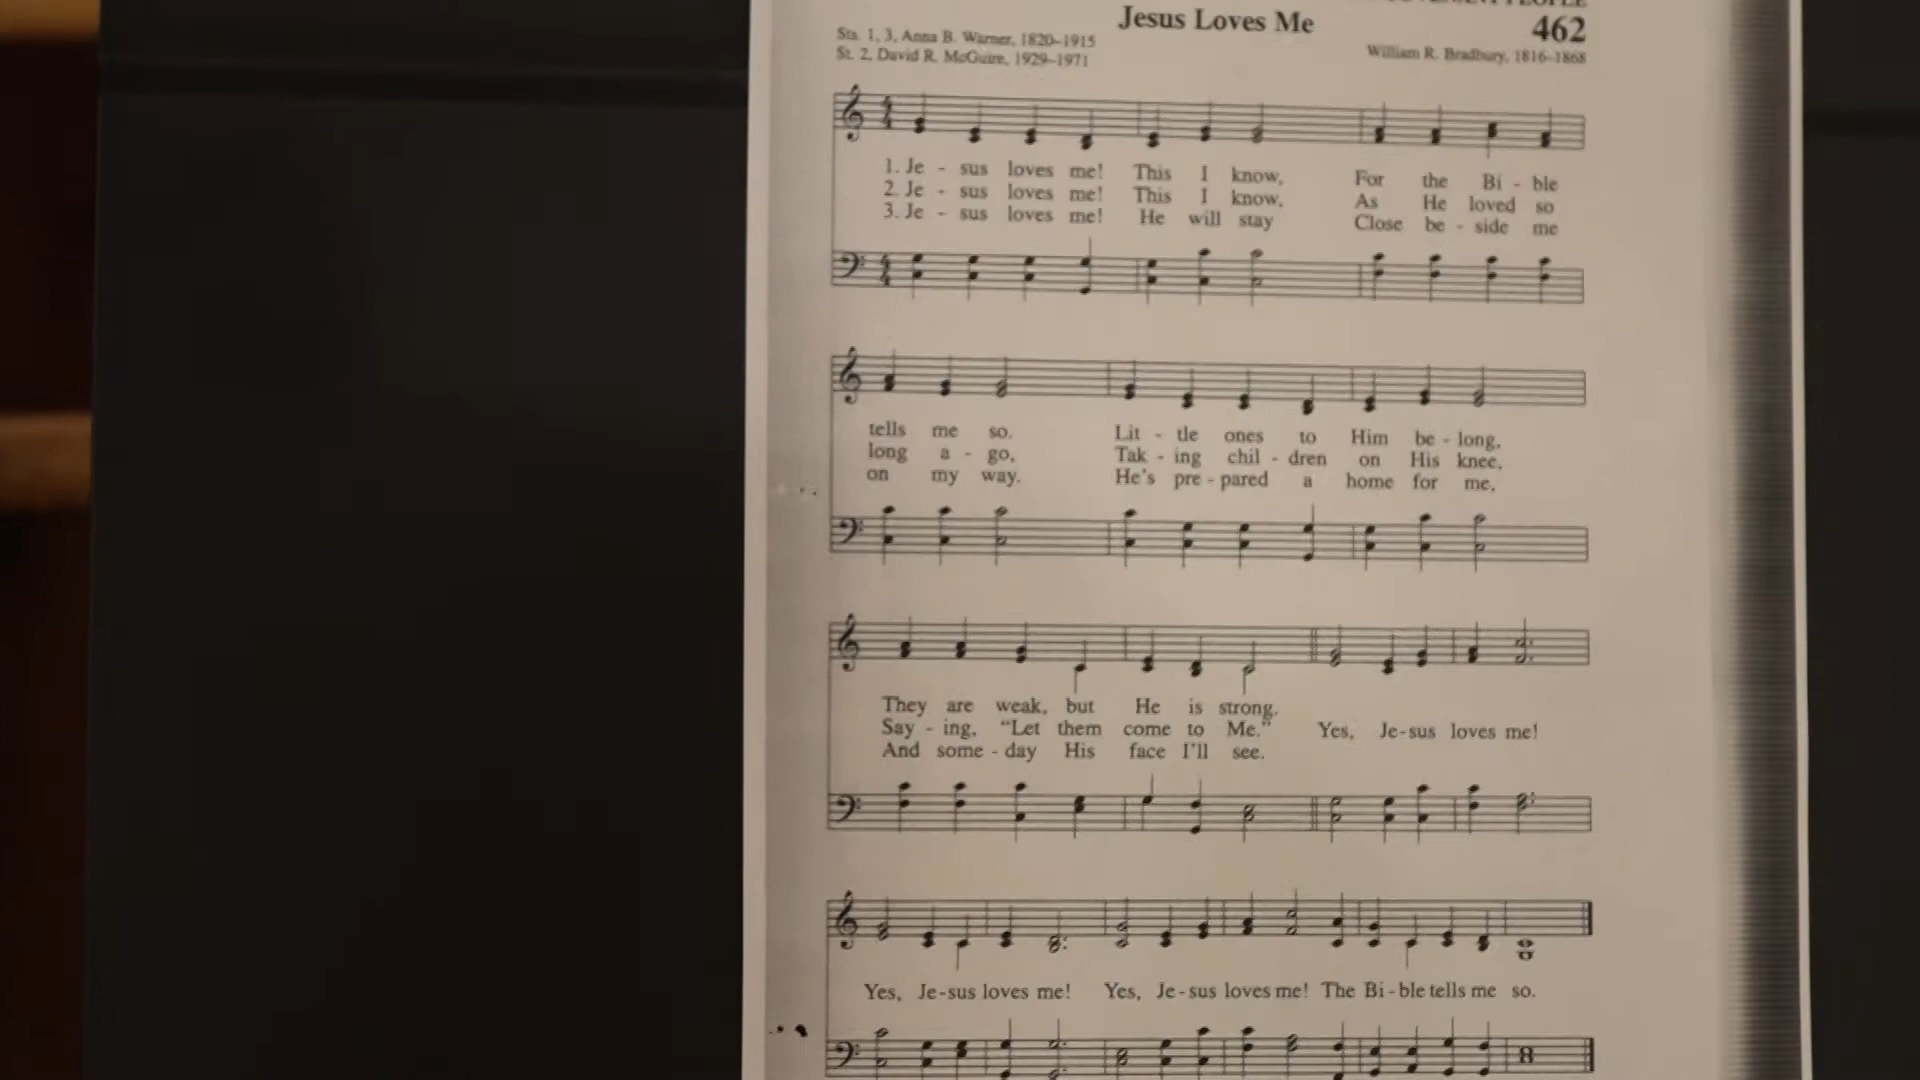 PEOPLE
Jesus Loves Me
462
Sts. 1, 3, Anna B. Warner, 1820–1915
St. 2, David R. McGuire, 1929–1971
William R. Bradbury, 1816–1868
4 4
1. Je - sus loves me! This I know, For the Bi - ble
2. Je - sus loves me! This I know, As He loved so
3. Je - sus loves me! He will stay Close be - side me
4 4
tells me so. Lit - tle ones to Him be - long,
long a - go, Tak - ing chil - dren on His knee,
on my way. He's pre - pared a home for me,
They are weak, but He is strong.
Say - ing, “Let them come to Me.” Yes, Je-sus loves me!
And some - day His face I'll see.
Yes, Je-sus loves me! Yes, Je-sus loves me! The Bi-ble tells me so.